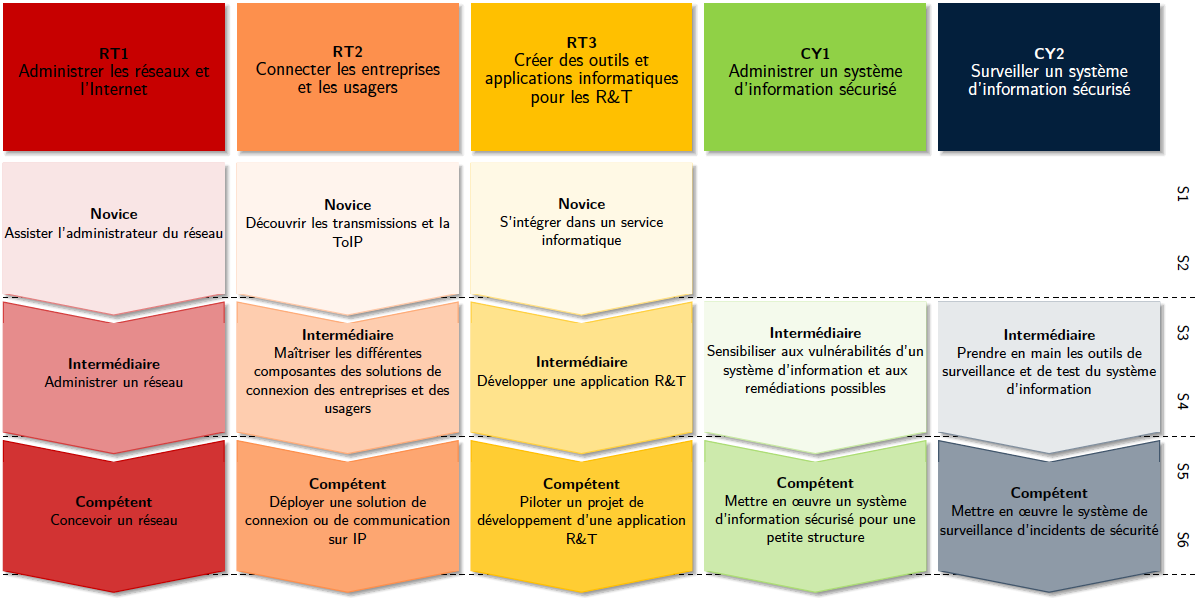 RT1
Administrer les réseaux et
l'Internet
RT2
Connecter les entreprises
et les usagers
RT3
Créer des outils et
applications informatiques
pour les R&T
CY1
Administrer un système
d'information sécurisé
CY2
Surveiller un système
d'information sécurisé
Novice
Assister l'administrateur du réseau
Novice
Découvrir les transmissions et la
ToIP
Novice
S'intégrer dans un service
informatique
S1
S2
Intermédiaire
Administrer un réseau
Intermédiaire
Maîtriser les différentes
composantes des solutions de
connexion des entreprises et des
usagers
Intermédiaire
Développer une application R&T
Intermédiaire
Sensibiliser aux vulnérabilités d'un
système d'information et aux
remédiations possibles
Intermédiaire
Prendre en main les outils de
surveillance et de test du système
d'information
S3
S4
Compétent
Concevoir un réseau
Compétent
Déployer une solution de
connexion ou de communication
sur IP
Compétent
Piloter un projet de
développement d'une application
R&T
Compétent
Mettre en œuvre un système
d'information sécurisé pour une
petite structure
Compétent
Mettre en œuvre le système de
surveillance d'incidents de sécurité
S5
S6